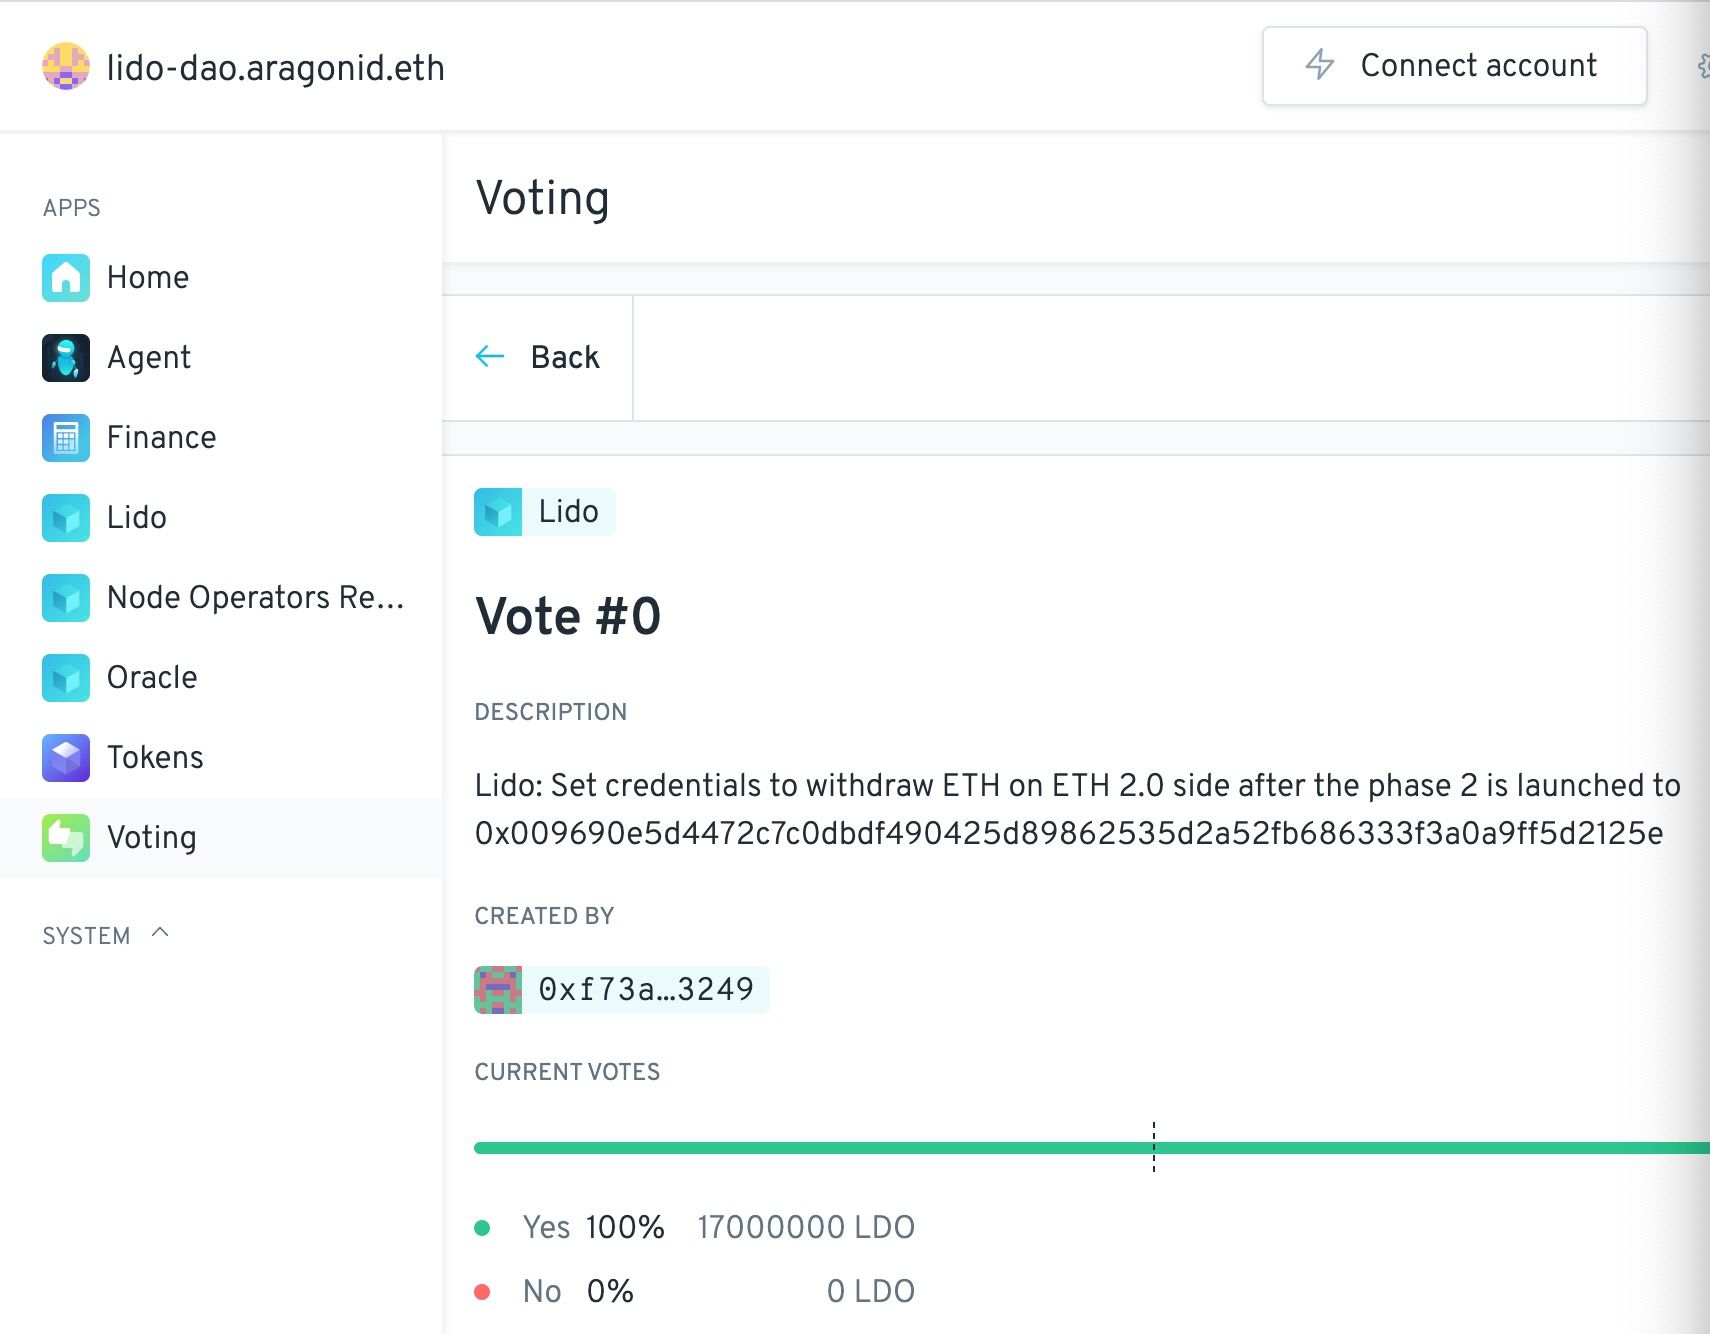 lido-dao.aragonid.eth
Connect account
APPS
Home
Agent
Finance
Lido
Node Operators Re...
Oracle
Tokens
Voting
SYSTEM
Voting
Back
Lido
Vote #0
DESCRIPTION
Lido: Set credentials to withdraw ETH on ETH 2.0 side after the phase 2 is launched to
0x009690e5d4472c7c0dbdf490425d89862535d2a52fb686333f3a0a9ff5d2125e
CREATED BY
0xf73a…3249
CURRENT VOTES
Yes 100% 17000000 LDO
No 0% 0 LDO